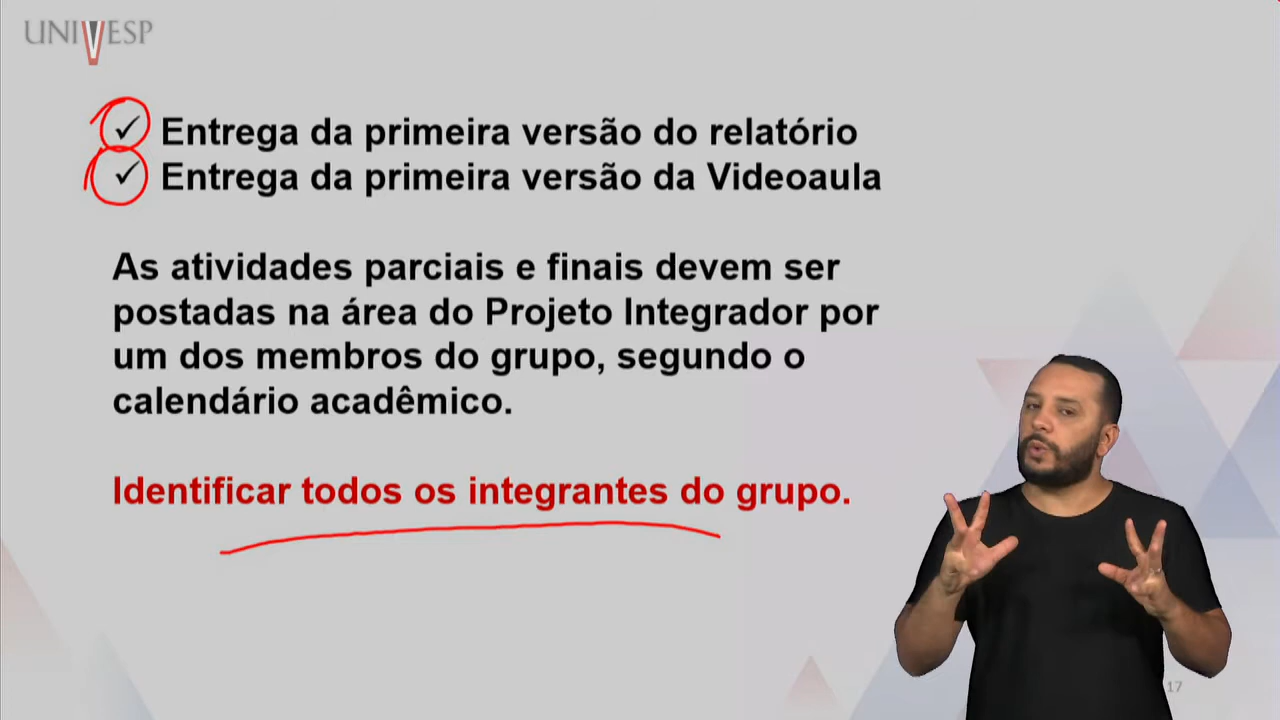 UNIVESP
✓ Entrega da primeira versão do relatório
✓ Entrega da primeira versão da Videoaula
As atividades parciais e finais devem ser
postadas na área do Projeto Integrador por
um dos membros do grupo, segundo o
calendário acadêmico.
Identificar todos os integrantes do grupo.
17